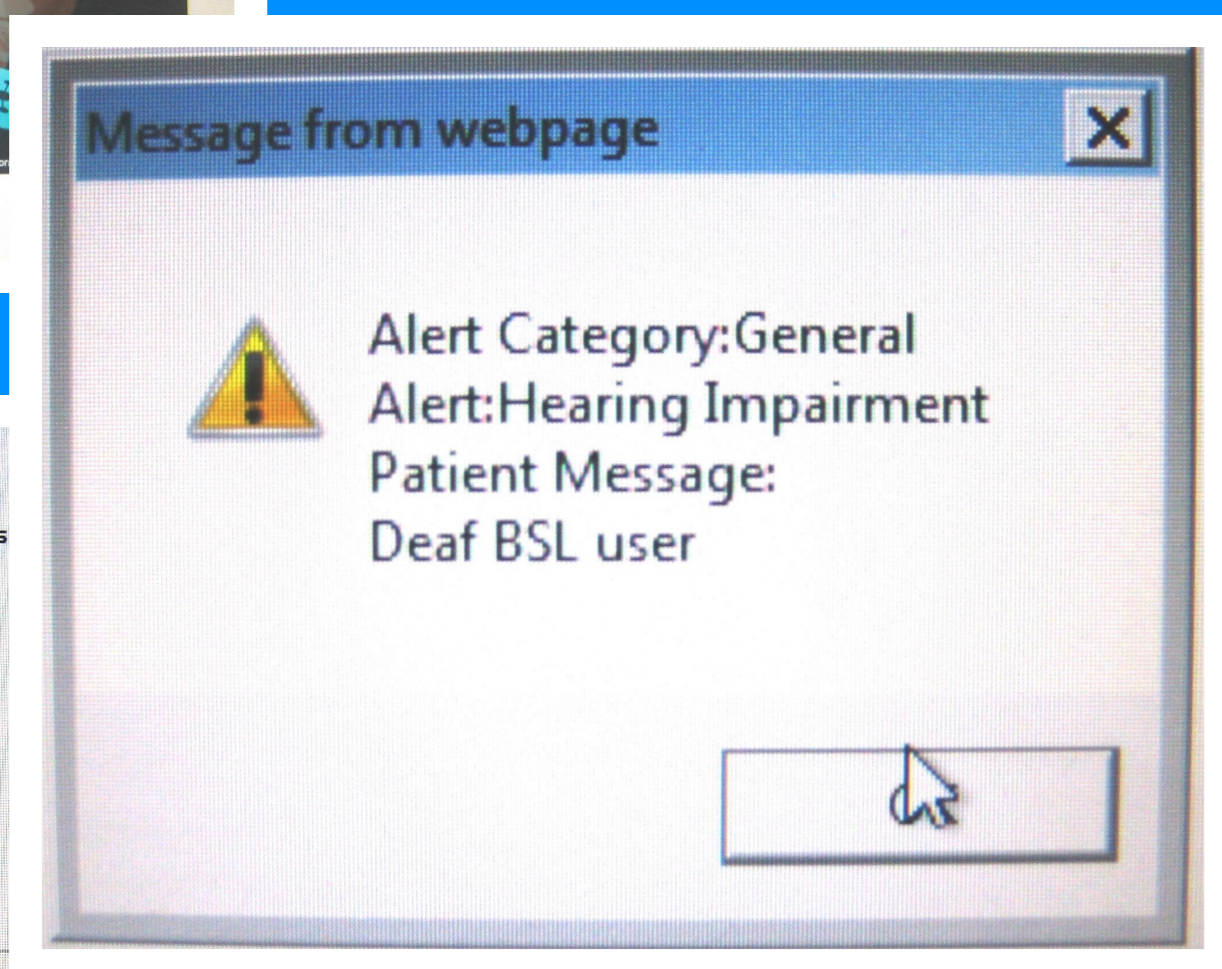 Message from webpage
Alert Category:General
Alert:Hearing Impairment
Patient Message:
Deaf BSL user